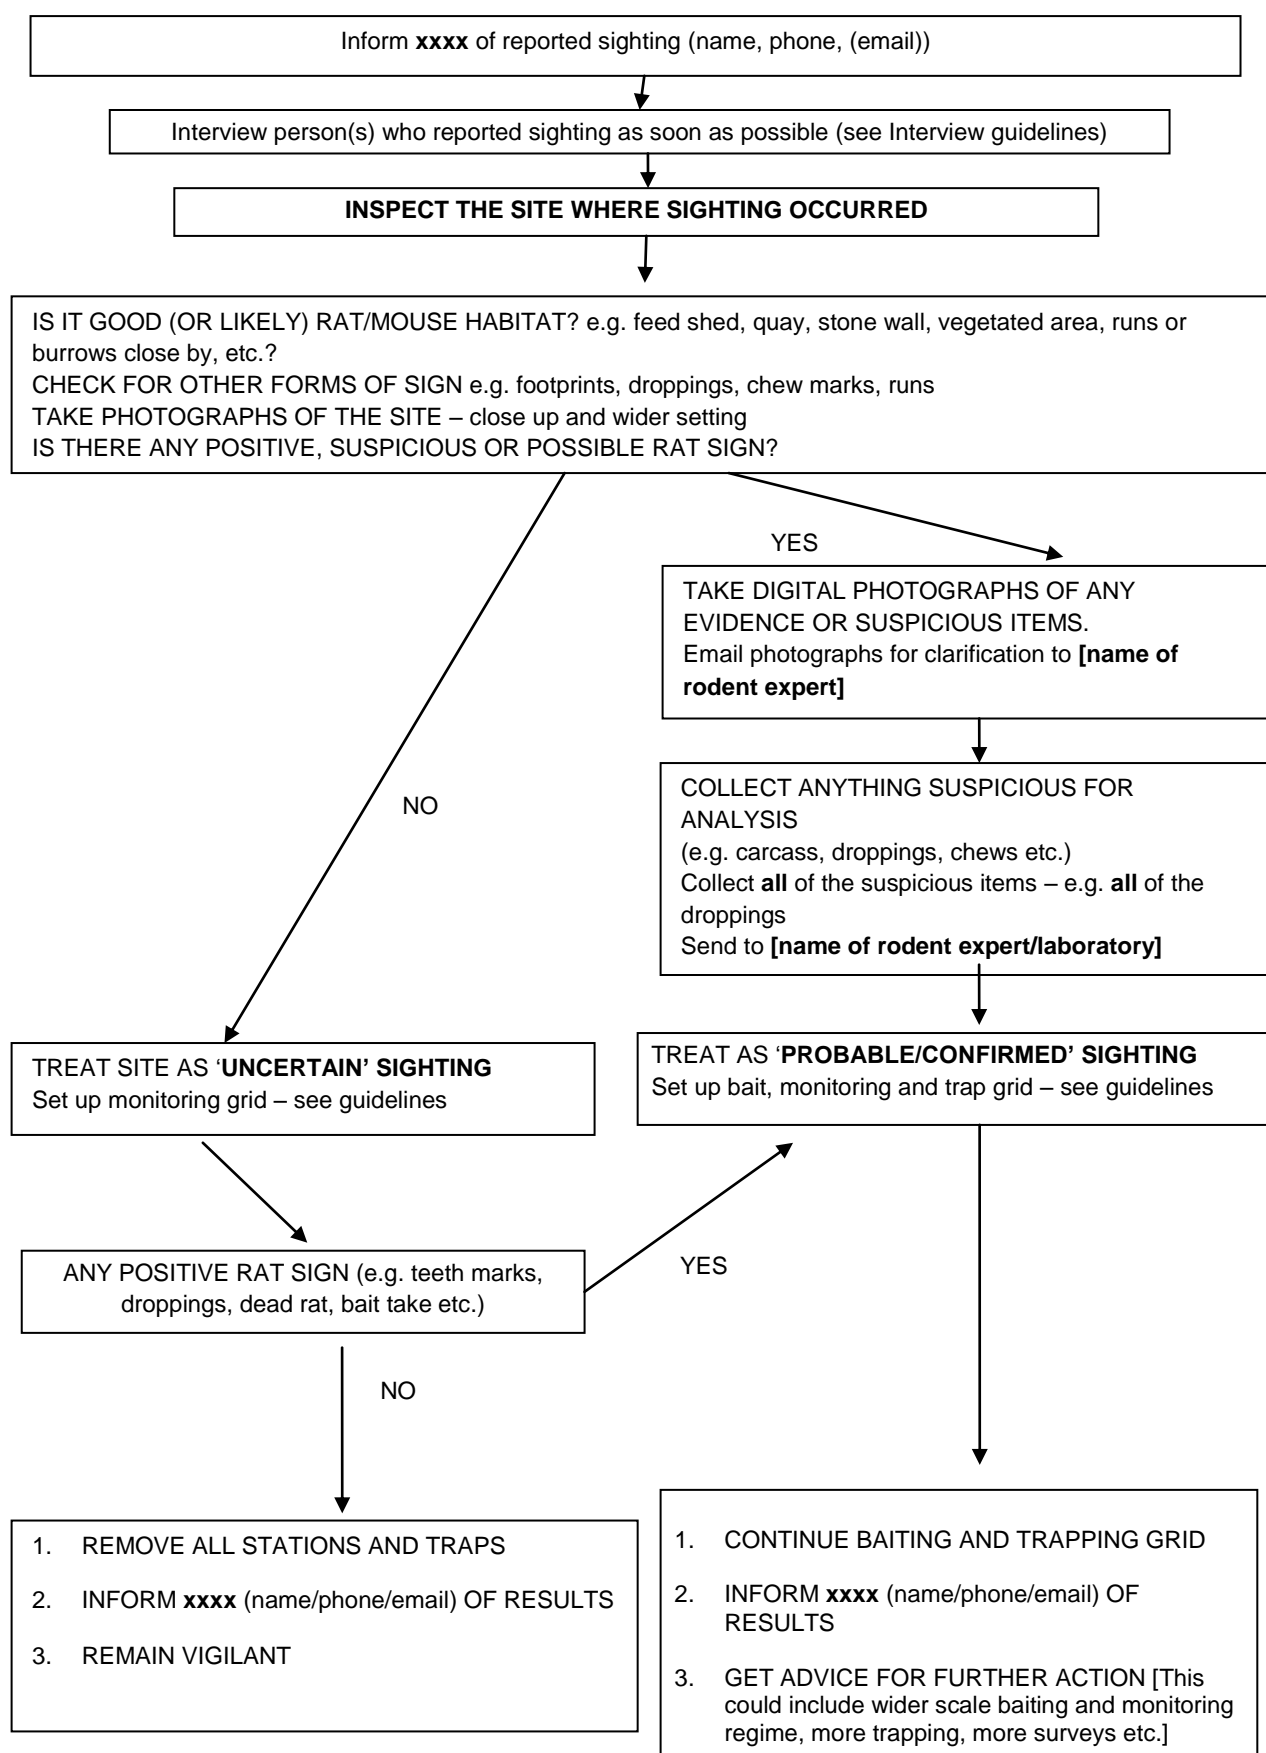 Inform xxxx of reported sighting (name, phone, (email))
Interview person(s) who reported sighting as soon as possible (see Interview guidelines)
INSPECT THE SITE WHERE SIGHTING OCCURRED
IS IT GOOD (OR LIKELY) RAT/MOUSE HABITAT? e.g. feed shed, quay, stone wall, vegetated area, runs or
burrows close by, etc.?
CHECK FOR OTHER FORMS OF SIGN e.g. footprints, droppings, chew marks, runs
TAKE PHOTOGRAPHS OF THE SITE – close up and wider setting
IS THERE ANY POSITIVE, SUSPICIOUS OR POSSIBLE RAT SIGN?
YES
TAKE DIGITAL PHOTOGRAPHS OF ANY
EVIDENCE OR SUSPICIOUS ITEMS.
Email photographs for clarification to [name of
rodent expert]
COLLECT ANYTHING SUSPICIOUS FOR
ANALYSIS
(e.g. carcass, droppings, chews etc.)
Collect all of the suspicious items – e.g. all of the
droppings
Send to [name of rodent expert/laboratory]
NO
TREAT SITE AS ‘UNCERTAIN’ SIGHTING
Set up monitoring grid – see guidelines
TREAT AS ‘PROBABLE/CONFIRMED’ SIGHTING
Set up bait, monitoring and trap grid – see guidelines
ANY POSITIVE RAT SIGN (e.g. teeth marks,
droppings, dead rat, bait take etc.)
YES
NO
1. REMOVE ALL STATIONS AND TRAPS
2. INFORM xxxx (name/phone/email) OF RESULTS
3. REMAIN VIGILANT
1. CONTINUE BAITING AND TRAPPING GRID
2. INFORM xxxx (name/phone/email) OF
RESULTS
3. GET ADVICE FOR FURTHER ACTION [This
could include wider scale baiting and monitoring
regime, more trapping, more surveys etc.]